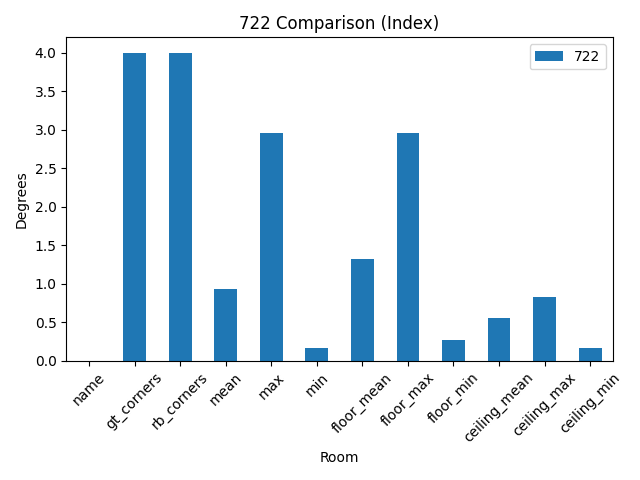 722 Comparison (Index)
722
Degrees
4.0
3.5
3.0
2.5
2.0
1.5
1.0
0.5
0.0
name
gt_corners
rb_corners
mean
max
min
floor_mean
floor_max
floor_min
ceiling_mean
ceiling_max
ceiling_min
Room